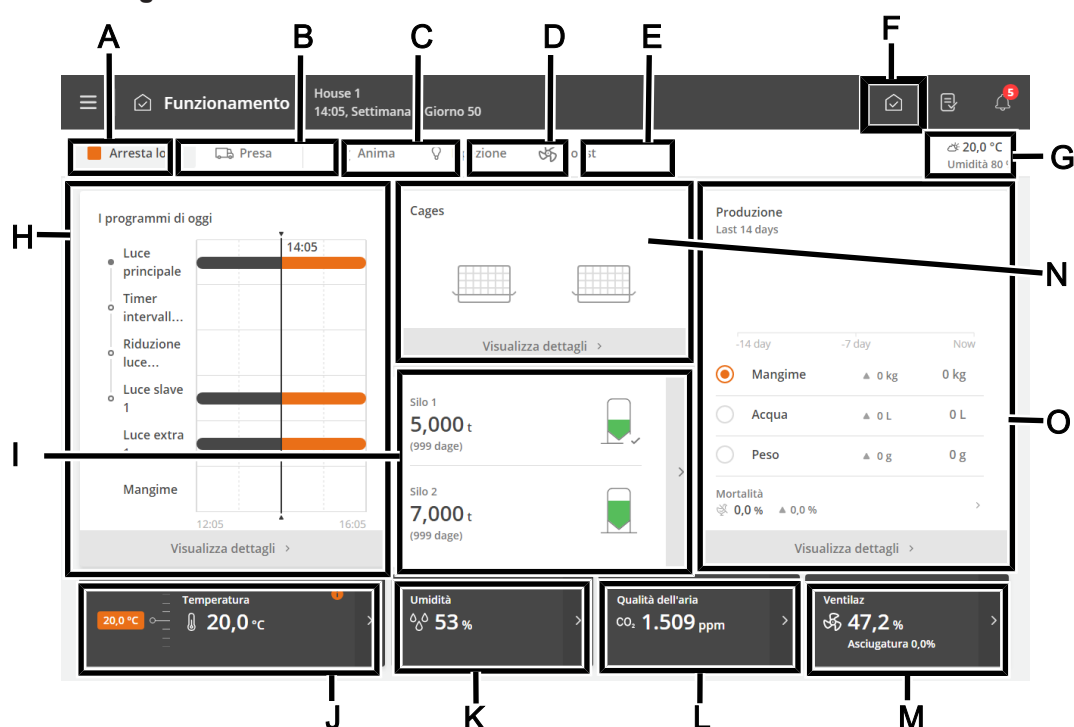 A
B
C
D
E
F
Funzionamento
House 1
14:05, Settimana Giorno 50
5
Arresta lo
Presa
Anima
zione
o
st
20,0 °C
Umidità 80
G
H
I programmi di oggi
14:05
Luce principale
Timer intervall...
Riduzione luce...
Luce slave 1
Luce extra
Mangime
12:05
16:05
Visualizza dettagli
Cages
Visualizza dettagli
N
Silo 1
5,000 t
(999 dage)
Silo 2
7,000 t
(999 dage)
I
Produzione
Last 14 days
-14 day
-7 day
Now
Mangime
0 kg
0 kg
Acqua
0 L
0 L
Peso
0 g
0 g
Mortalità
0,0 %
0,0 %
Visualizza dettagli
O
20,0 °C
Temperatura
20,0 °C
Umidità
53 %
Qualità dell'aria
CO₂ 1.509 ppm
Ventilaz
47,2 %
Asciugatura 0,0%
J
K
L
M